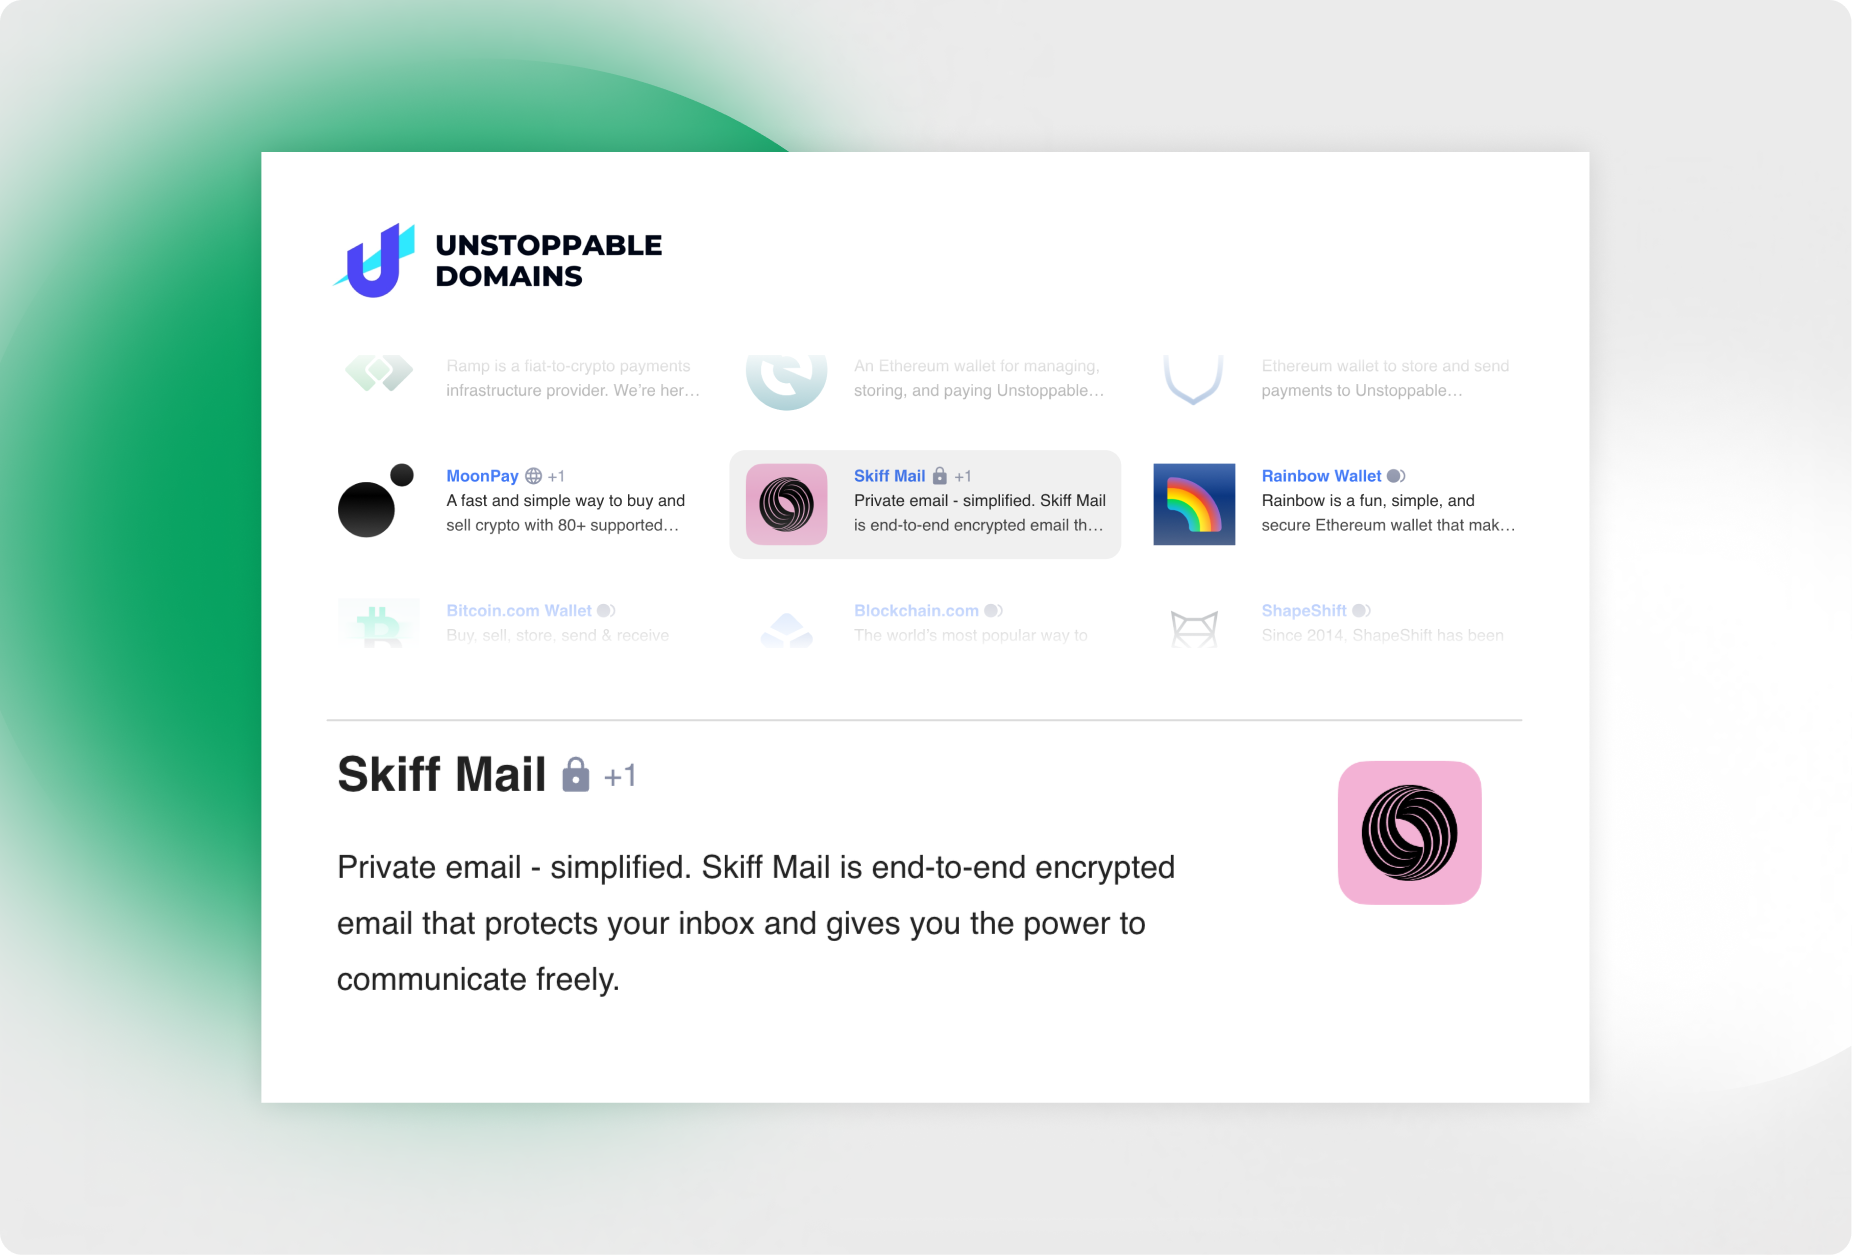 UNSTOPPABLE
DOMAINS
Ramp is a fiat-to-crypto payments
infrastructure provider. We’re her…
An Ethereum wallet for managing,
storing, and paying Unstoppable…
Ethereum wallet to store and send
payments to Unstoppable…
MoonPay +1
A fast and simple way to buy and
sell crypto with 80+ supported…
Skiff Mail +1
Private email - simplified. Skiff Mail
is end-to-end encrypted email th…
Rainbow Wallet
Rainbow is a fun, simple, and
secure Ethereum wallet that mak…
Bitcoin.com Wallet
Buy, sell, store, send & receive
Blockchain.com
The world’s most popular way to
ShapeShift
Since 2014, ShapeShift has been
Skiff Mail +1
Private email - simplified. Skiff Mail is end-to-end encrypted
email that protects your inbox and gives you the power to
communicate freely.